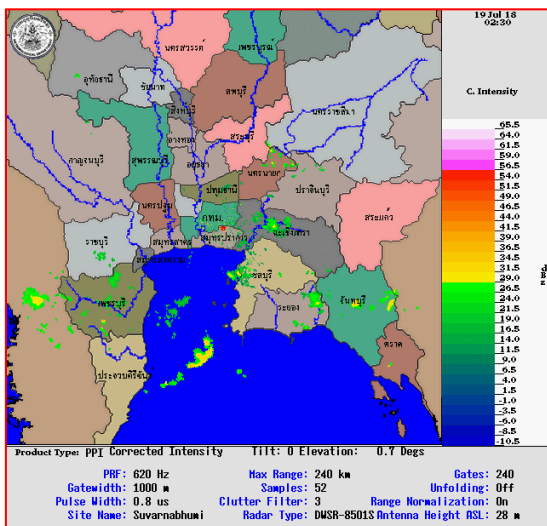 19 Jul 18
02:30
C. Intensity
65.5
64.0
61.5
59.0
56.5
54.0
51.5
49.0
46.5
44.0
41.5
39.0
36.5
34.0
31.5
29.0
26.5
24.0
21.5
19.0
16.5
14.0
11.5
9.0
6.5
4.0
1.5
-1.0
-3.5
-6.0
-8.5
-10.5
นครสวรรค์
เพชรบูรณ์
อุทัยธานี
ชัยนาท
ลพบุรี
สิงห์บุรี
นครราชสีมา
อ่างทอง
สระบุรี
กาญจนบุรี
สุพรรณบุรี
อยุธยา
นครนายก
ปราจีนบุรี
ปทุมธานี
นครปฐม
กทม.
สระแก้ว
ฉะเชิงเทรา
สมุทรปราการ
สมุทรสาคร
ราชบุรี
สมุทรสงคราม
ชลบุรี
เพชรบุรี
ระยอง
จันทบุรี
ตราด
ประจวบคีรีขันธ์
Product Type: PPI Corrected Intensity Tilt: 0 Elevation: 0.7 Degs
PRF: 620 Hz Max Range: 240 km Gates: 240
Gatewidth: 1000 m Samples: 52 Unfolding: Off
Pulse Width: 0.8 us Clutter Filter: 3 Range Normalization: On
Site Name: Suvarnabhumi Radar Type: DWSR-8501S Antenna Height ASL: 28 m